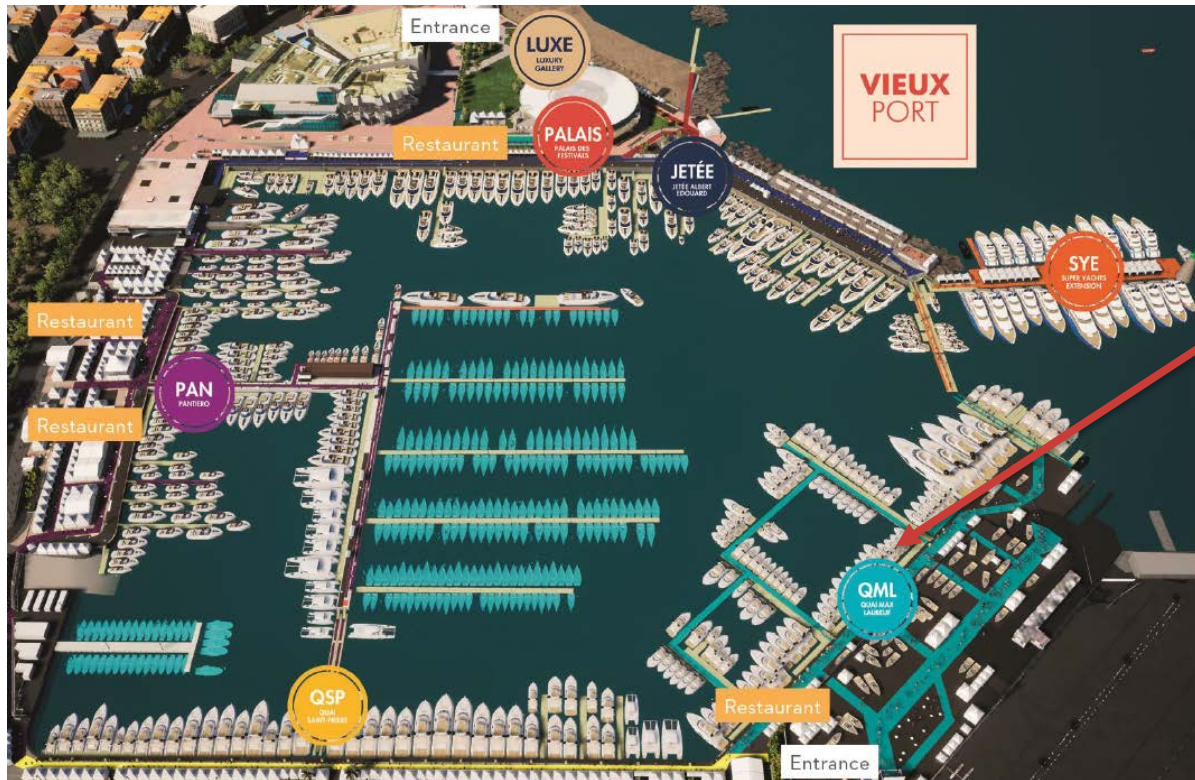 Entrance
LUXE
LUXURY
GALLERY
VIEUX
PORT
Restaurant
PALAIS
PALAIS DES
FESTIVALS
JETÉE
JETÉE ALBERT
EDOUARD
SYE
SUPER YACHTS
EXTENSION
Restaurant
PAN
PANTIERO
Restaurant
QML
QUAI MAX
LAUBEUF
QSP
QUAI
SAINT-PIERRE
Restaurant
Entrance